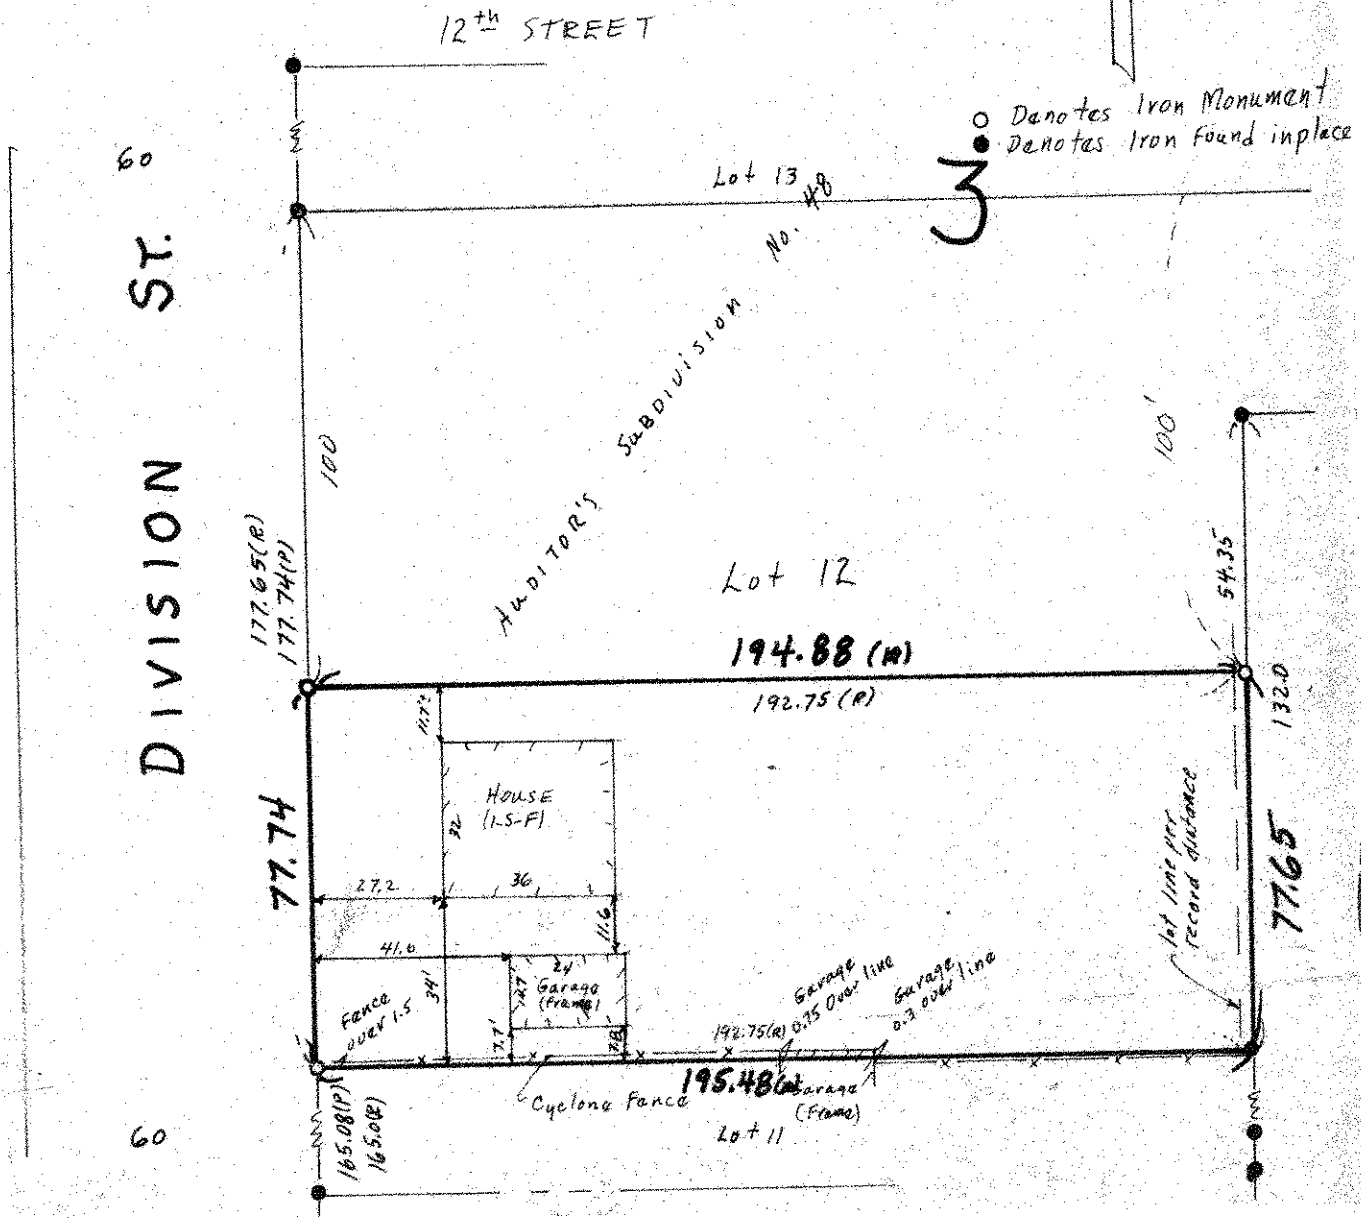 12th STREET
○ Denotes Iron Monument
● Denotes Iron Found inplace
60
Lot 13
3
DIVISION ST.
AUDITOR'S SUBDIVISION No. 48
100
100'
177.65(R)
177.74(P)
54.35
Lot 12
194.88 (M)
192.75 (R)
132.0
11.7'
HOUSE
(1.5-F)
32
36
77.74
27.2
77.65
lot line per
record distance
11.6
41.0
24
Garage
(Frame)
14.7
34'
Fence
over 1.5
Garage
0.35 Over line
Garage
0.3 over line
7.7'
7.8
192.75(R)
195.48
Cyclone Fence
Garage
(Frame)
Lot 11
165.08(P)
165.0(R)
60